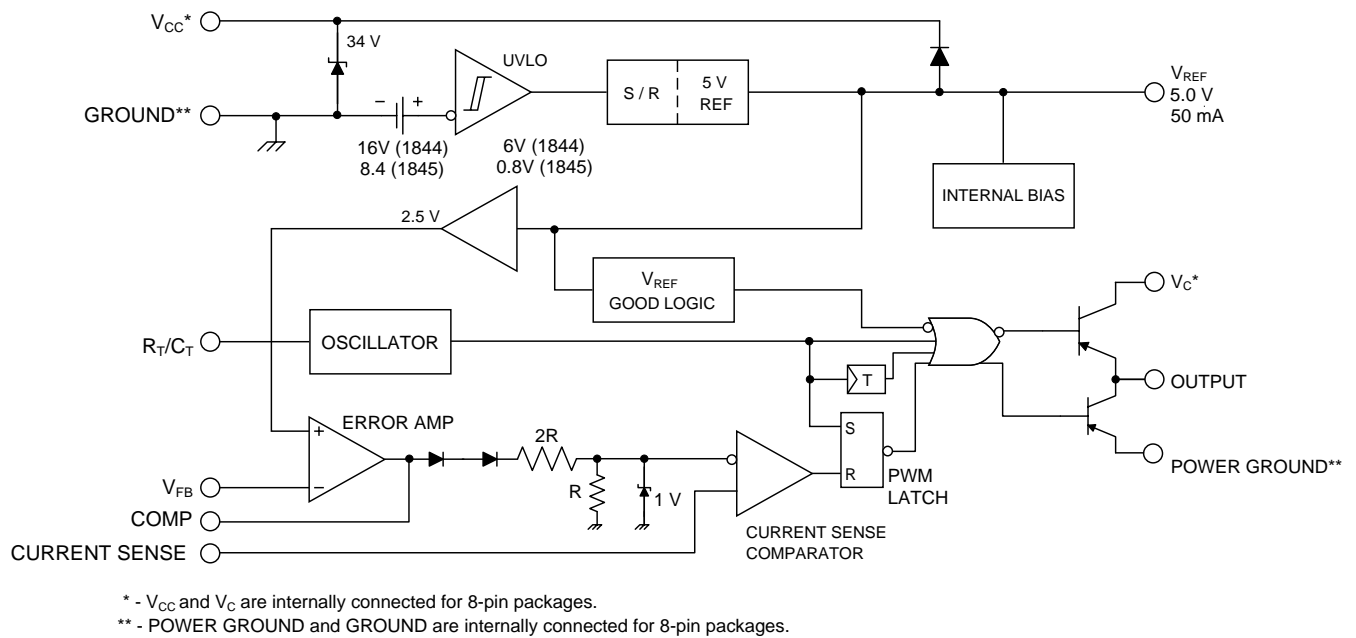 VCC*
34 V
UVLO
S / R
5 V
REF
VREF
5.0 V
50 mA
GROUND**
− +
16V (1844)
8.4 (1845)
6V (1844)
0.8V (1845)
INTERNAL BIAS
2.5 V
VREF
GOOD LOGIC
VC*
RT/CT
OSCILLATOR
T
OUTPUT
ERROR AMP
+
−
2R
S
R
PWM
LATCH
POWER GROUND**
VFB
R
1 V
COMP
CURRENT SENSE
COMPARATOR
CURRENT SENSE
* - VCC and VC are internally connected for 8-pin packages.
** - POWER GROUND and GROUND are internally connected for 8-pin packages.